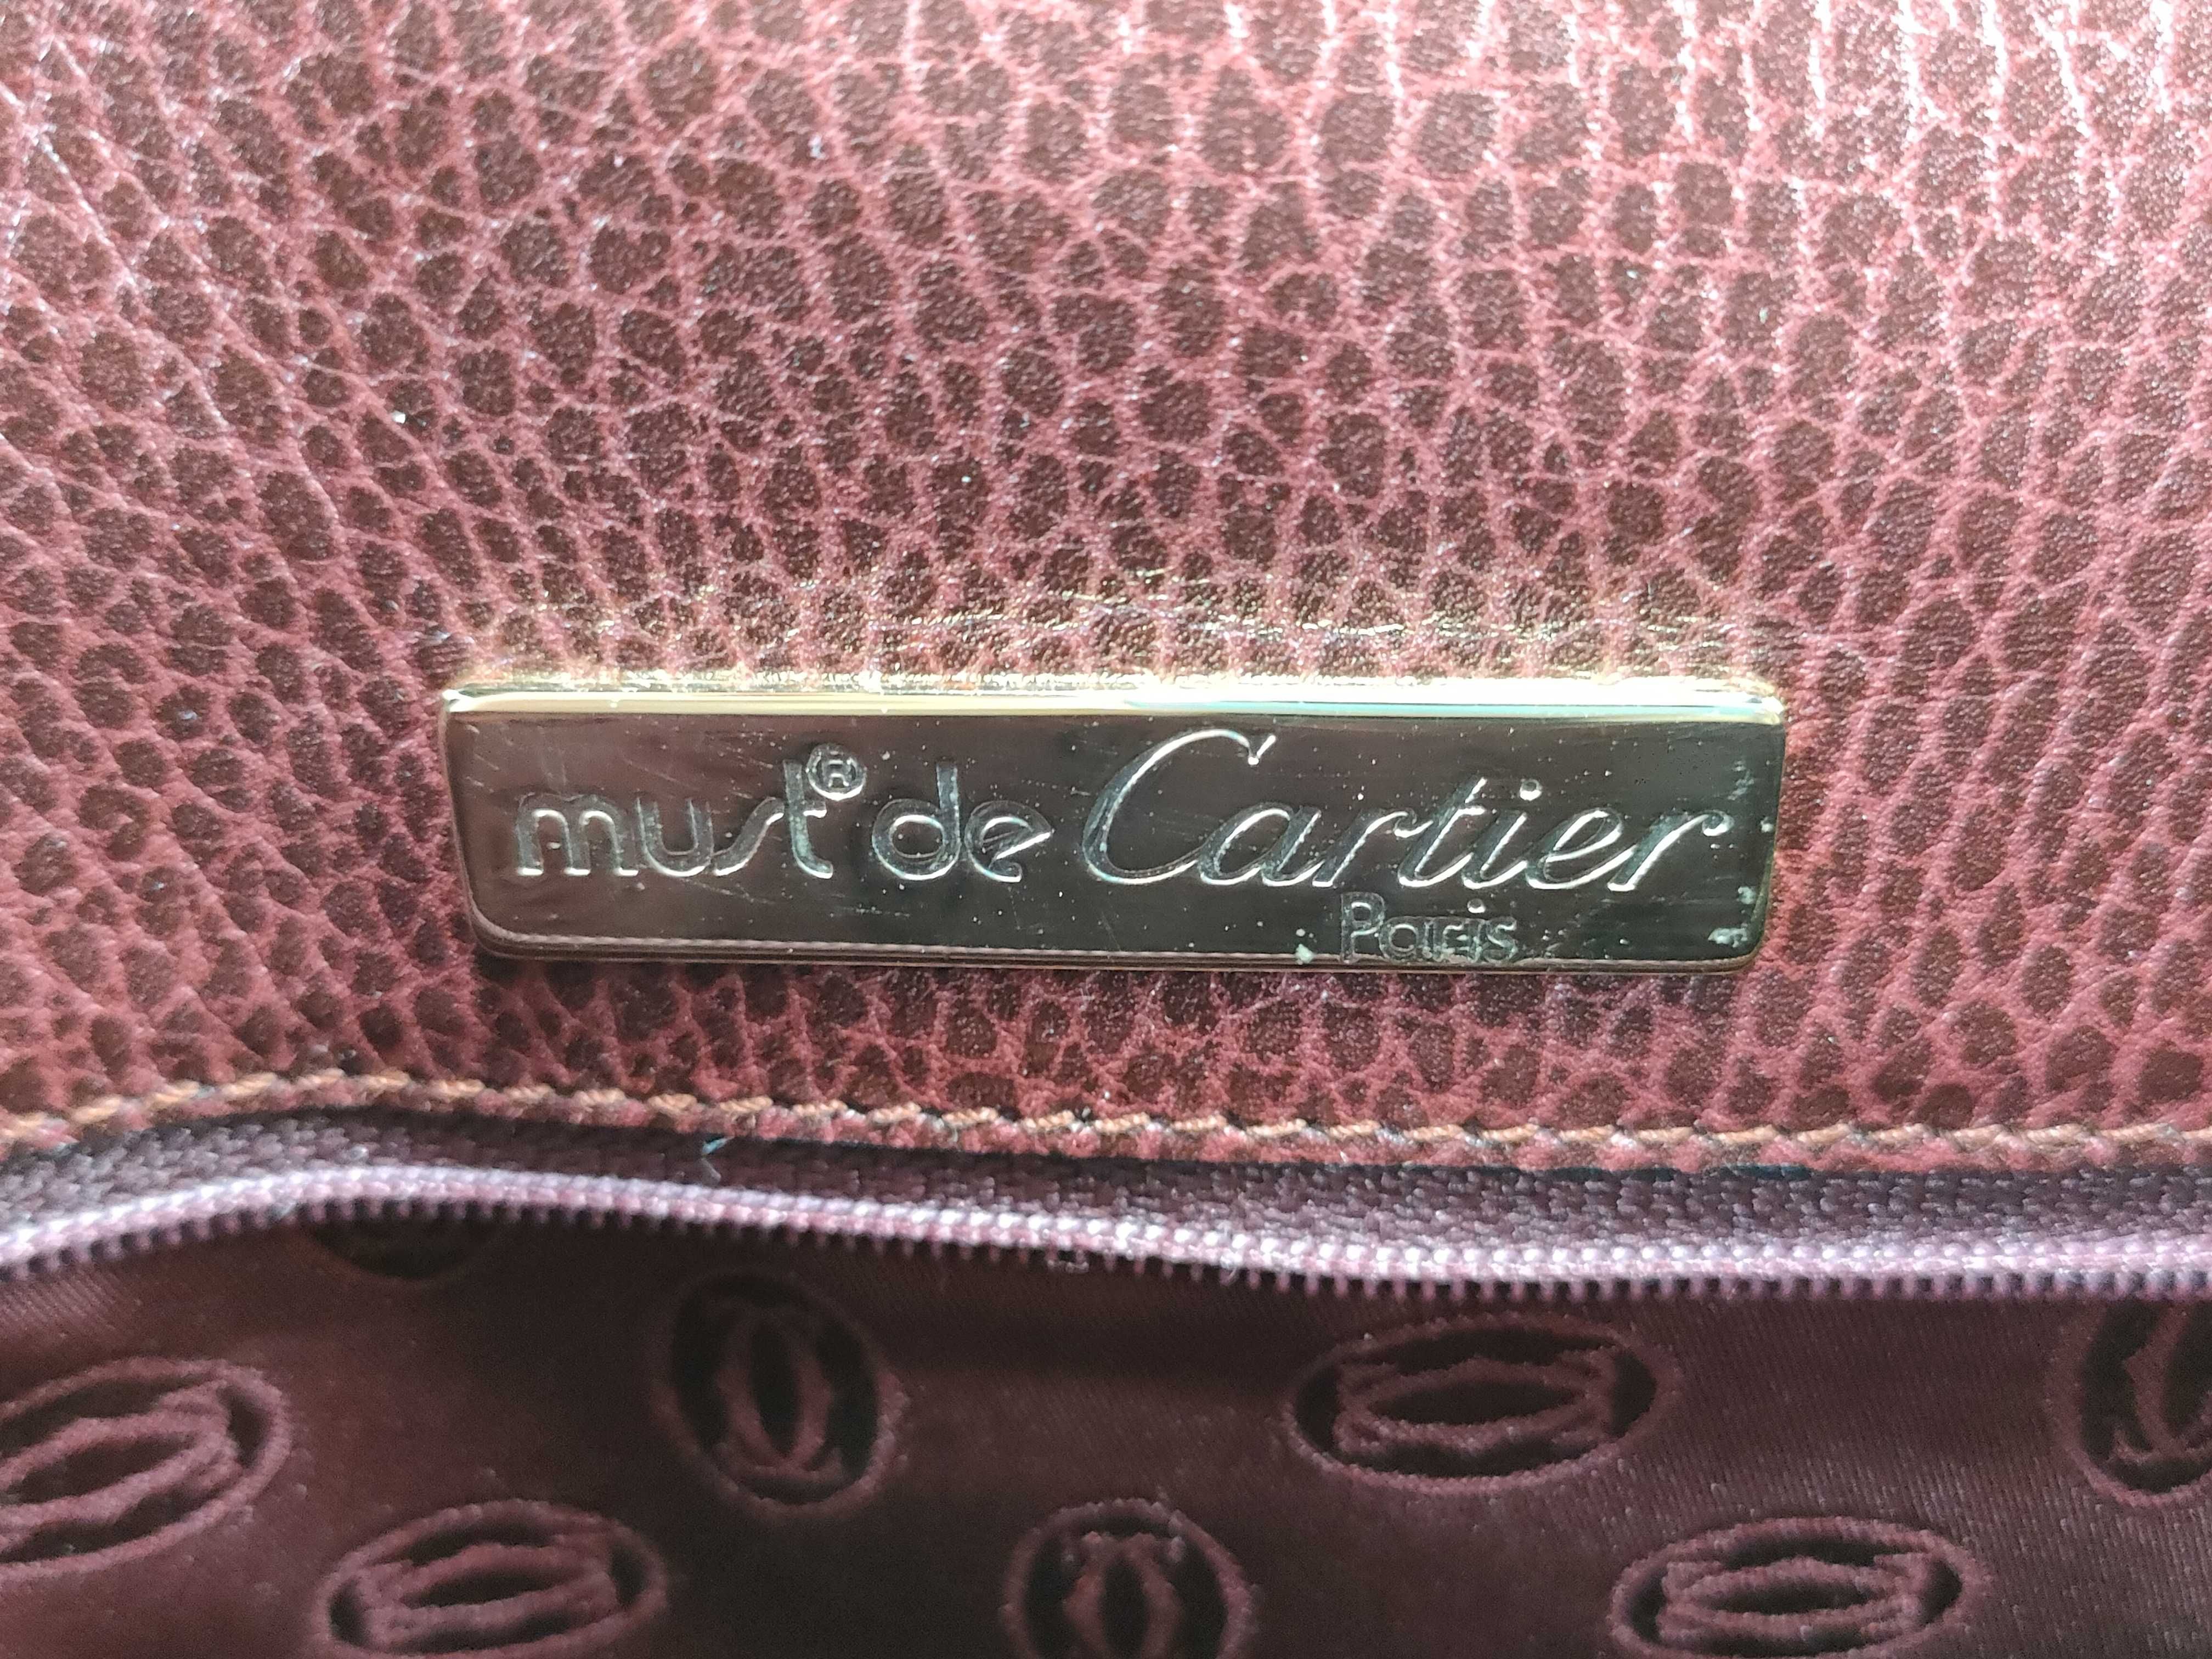 must® de Cartier
Paris